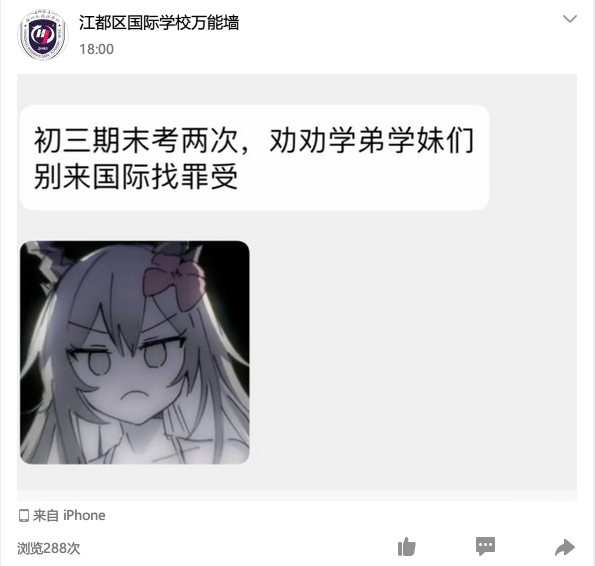 江都区国际学校万能墙
18:00
初三期末考两次，劝劝学弟学妹们
别来国际找罪受
来自 iPhone
浏览288次